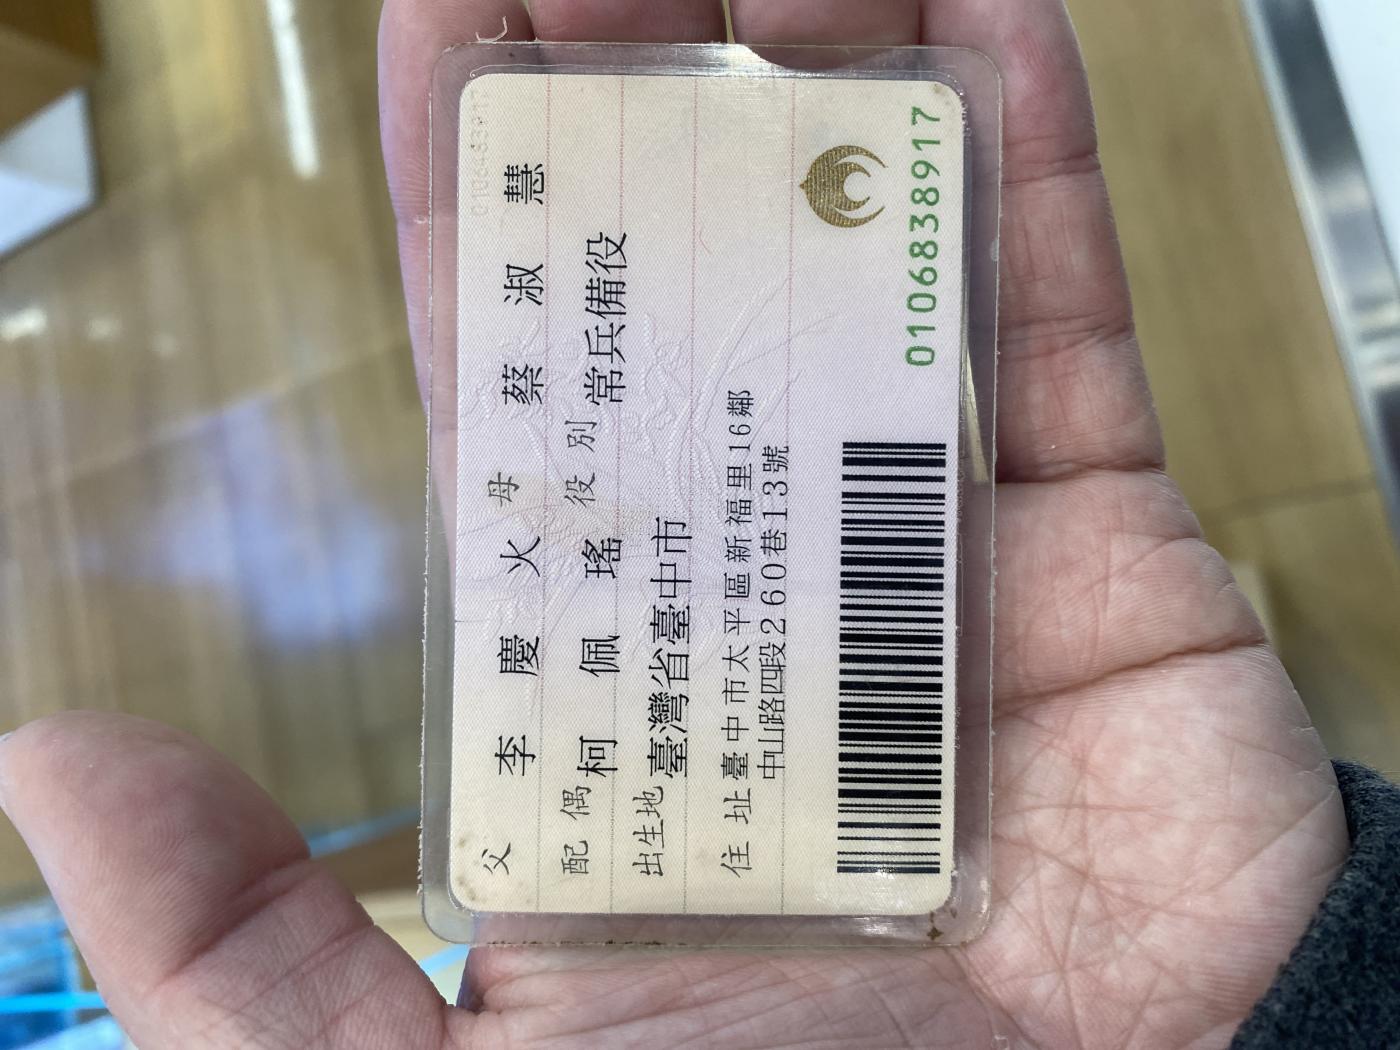 父 李慶火 母 蔡淑慧
配偶 柯佩瑤 役別 常兵備役
出生地 臺灣省臺中市
住址 臺中市太平區新福里16鄰
中山路四段260巷13號
0106838917